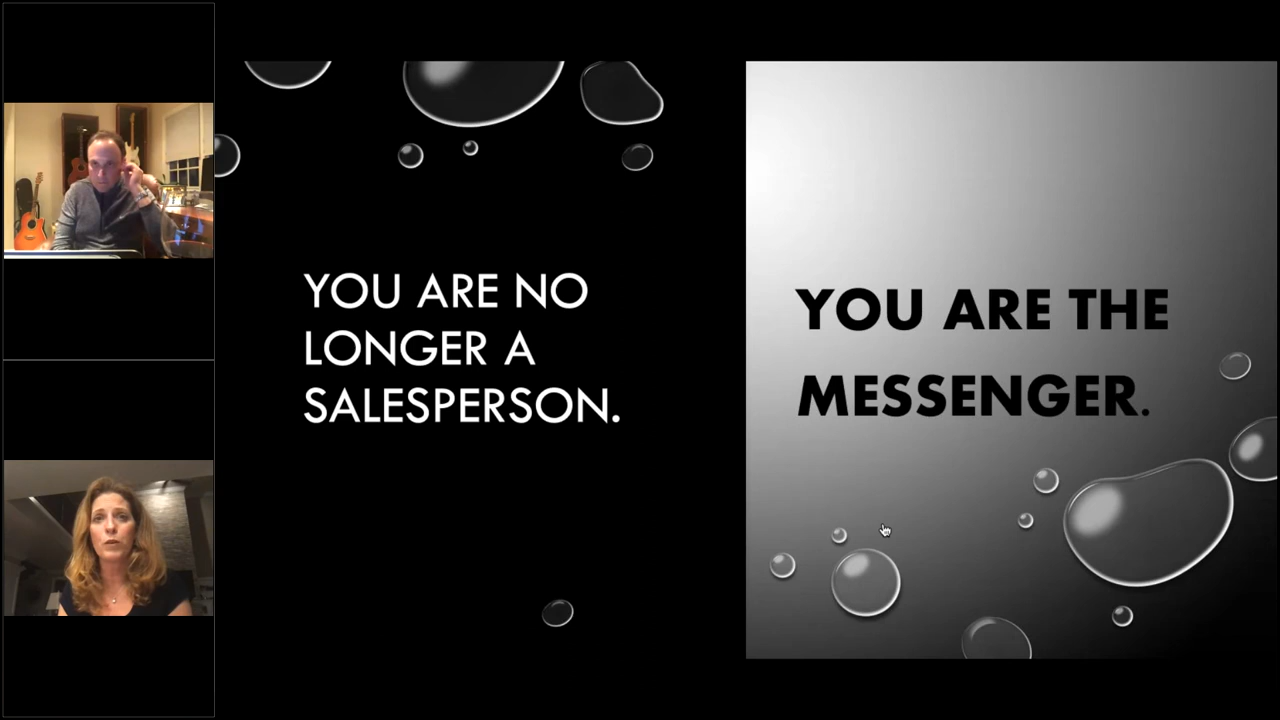 YOU ARE NO
LONGER A
SALESPERSON.
YOU ARE THE
MESSENGER.